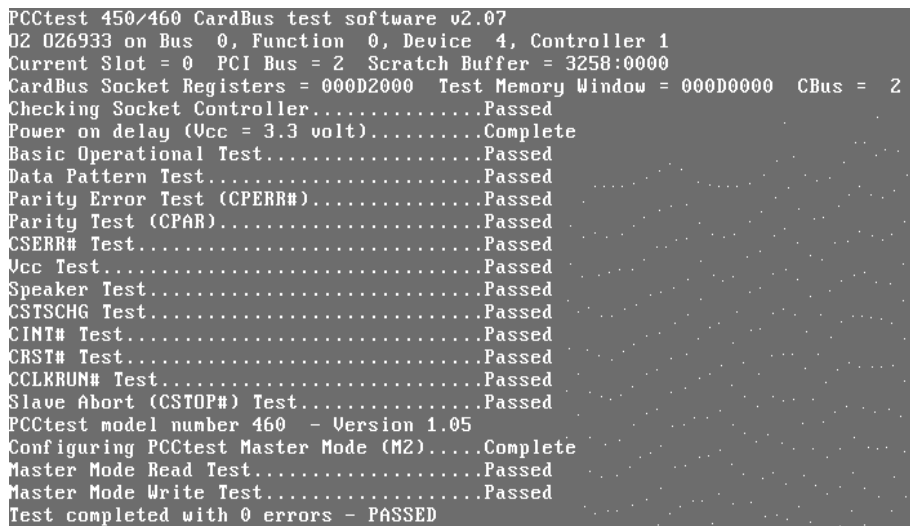 PCCtest 450/460 CardBus test software v2.07
O2 OZ6933 on Bus  0, Function  0, Device  4, Controller 1
Current Slot = 0  PCI Bus = 2  Scratch Buffer = 3258:0000
CardBus Socket Registers = 000D2000  Test Memory Window = 000D0000  CBus =  2
Checking Socket Controller...............Passed
Power on delay (Vcc = 3.3 volt)..........Complete
Basic Operational Test...................Passed
Data Pattern Test........................Passed
Parity Error Test (CPERR#)...............Passed
Parity Test (CPAR).......................Passed
CSERR# Test..............................Passed
Vcc Test.................................Passed
Speaker Test.............................Passed
CSTSCHG Test.............................Passed
CINT# Test...............................Passed
CRST# Test...............................Passed
CCLKRUN# Test............................Passed
Slave Abort (CSTOP#) Test................Passed
PCCtest model number 460  - Version 1.05
Configuring PCCtest Master Mode (M2).....Complete
Master Mode Read Test....................Passed
Master Mode Write Test...................Passed
Test completed with 0 errors - PASSED